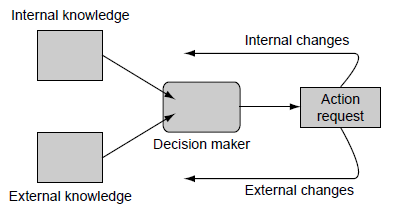 Internal knowledge
Internal changes
Action
request
Decision maker
External knowledge
External changes